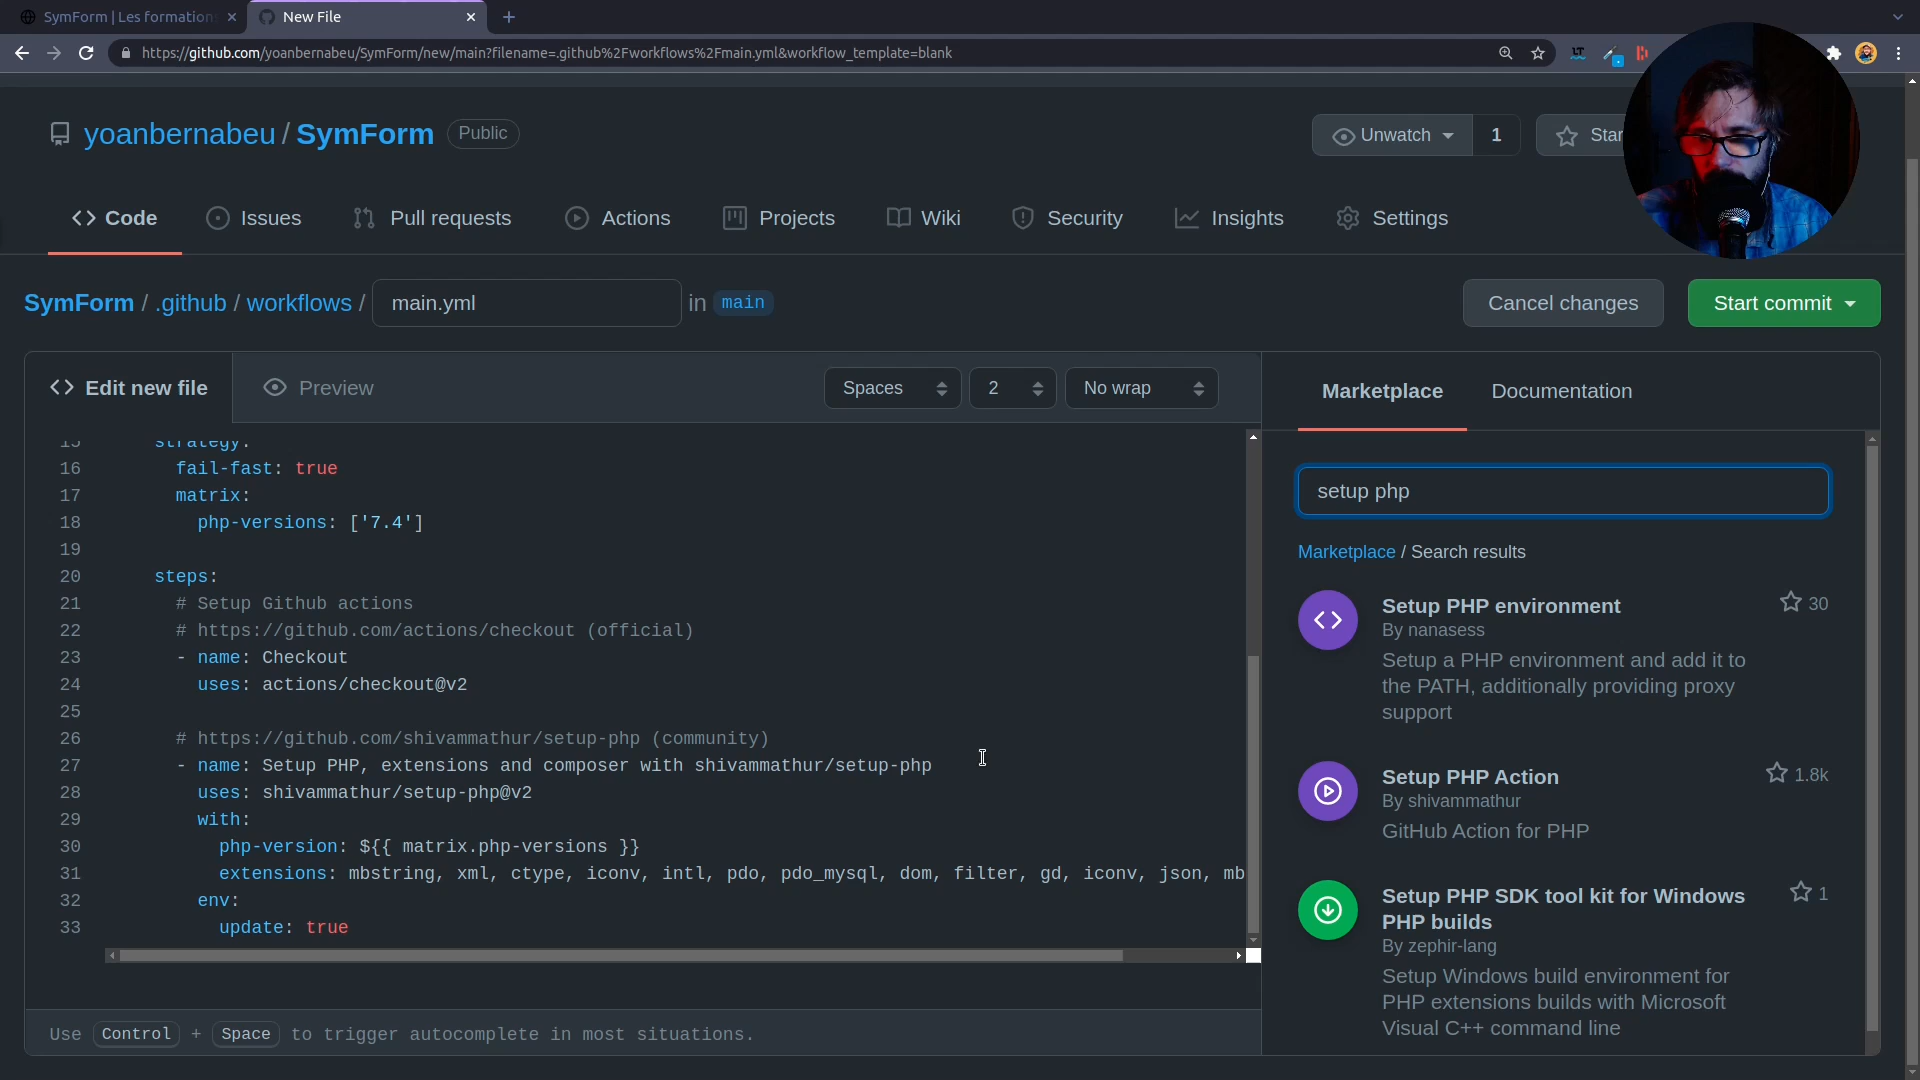 SymForm | Les formation
New File
https://github.com/yoanbernabeu/SymForm/new/main?filename=.github%2Fworkflows%2Fmain.yml&workflow_template=blank
yoanbernabeu / SymForm Public
Unwatch 1 Star
Code Issues Pull requests Actions Projects Wiki Security Insights Settings
SymForm / .github / workflows / main.yml in main
Cancel changes Start commit
Edit new file Preview Spaces 2 No wrap
15 strategy:
16 fail-fast: true
17 matrix:
18 php-versions: ['7.4']
19
20 steps:
21 # Setup Github actions
22 # https://github.com/actions/checkout (official)
23 - name: Checkout
24 uses: actions/checkout@v2
25
26 # https://github.com/shivammathur/setup-php (community)
27 - name: Setup PHP, extensions and composer with shivammathur/setup-php
28 uses: shivammathur/setup-php@v2
29 with:
30 php-version: ${{ matrix.php-versions }}
31 extensions: mbstring, xml, ctype, iconv, intl, pdo, pdo_mysql, dom, filter, gd, iconv, json, mb
32 env:
33 update: true
Use Control + Space to trigger autocomplete in most situations.
Marketplace Documentation
setup php
Marketplace / Search results
Setup PHP environment 30
By nanasess
Setup a PHP environment and add it to
the PATH, additionally providing proxy
support
Setup PHP Action 1.8k
By shivammathur
GitHub Action for PHP
Setup PHP SDK tool kit for Windows 1
PHP builds
By zephir-lang
Setup Windows build environment for
PHP extensions builds with Microsoft
Visual C++ command line